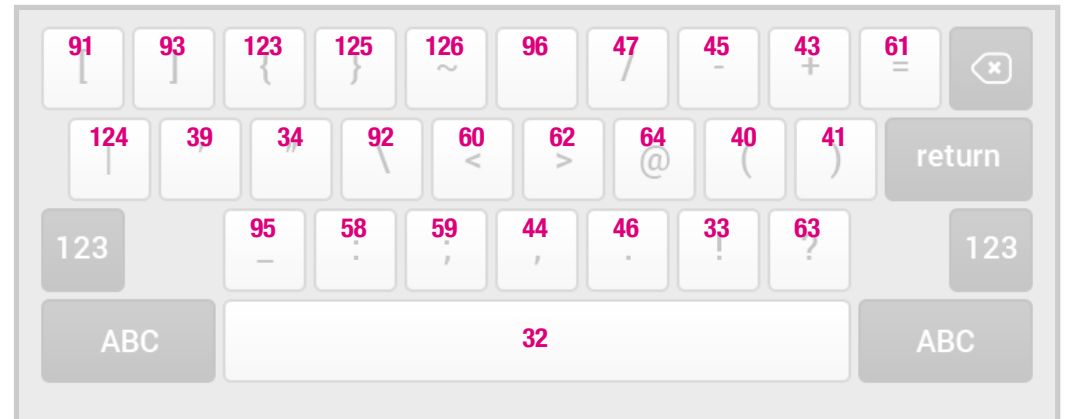 91 [ 93 ] 123 { 125 } 126 ~ 96 47 / 45 - 43 + 61 =
124 | 39 ' 34 " 92 \ 60 < 62 > 64 @ 40 ( 41 ) return
123 95 _ 58 : 59 ; 44 , 46 . 33 ! 63 ? 123
ABC 32 ABC